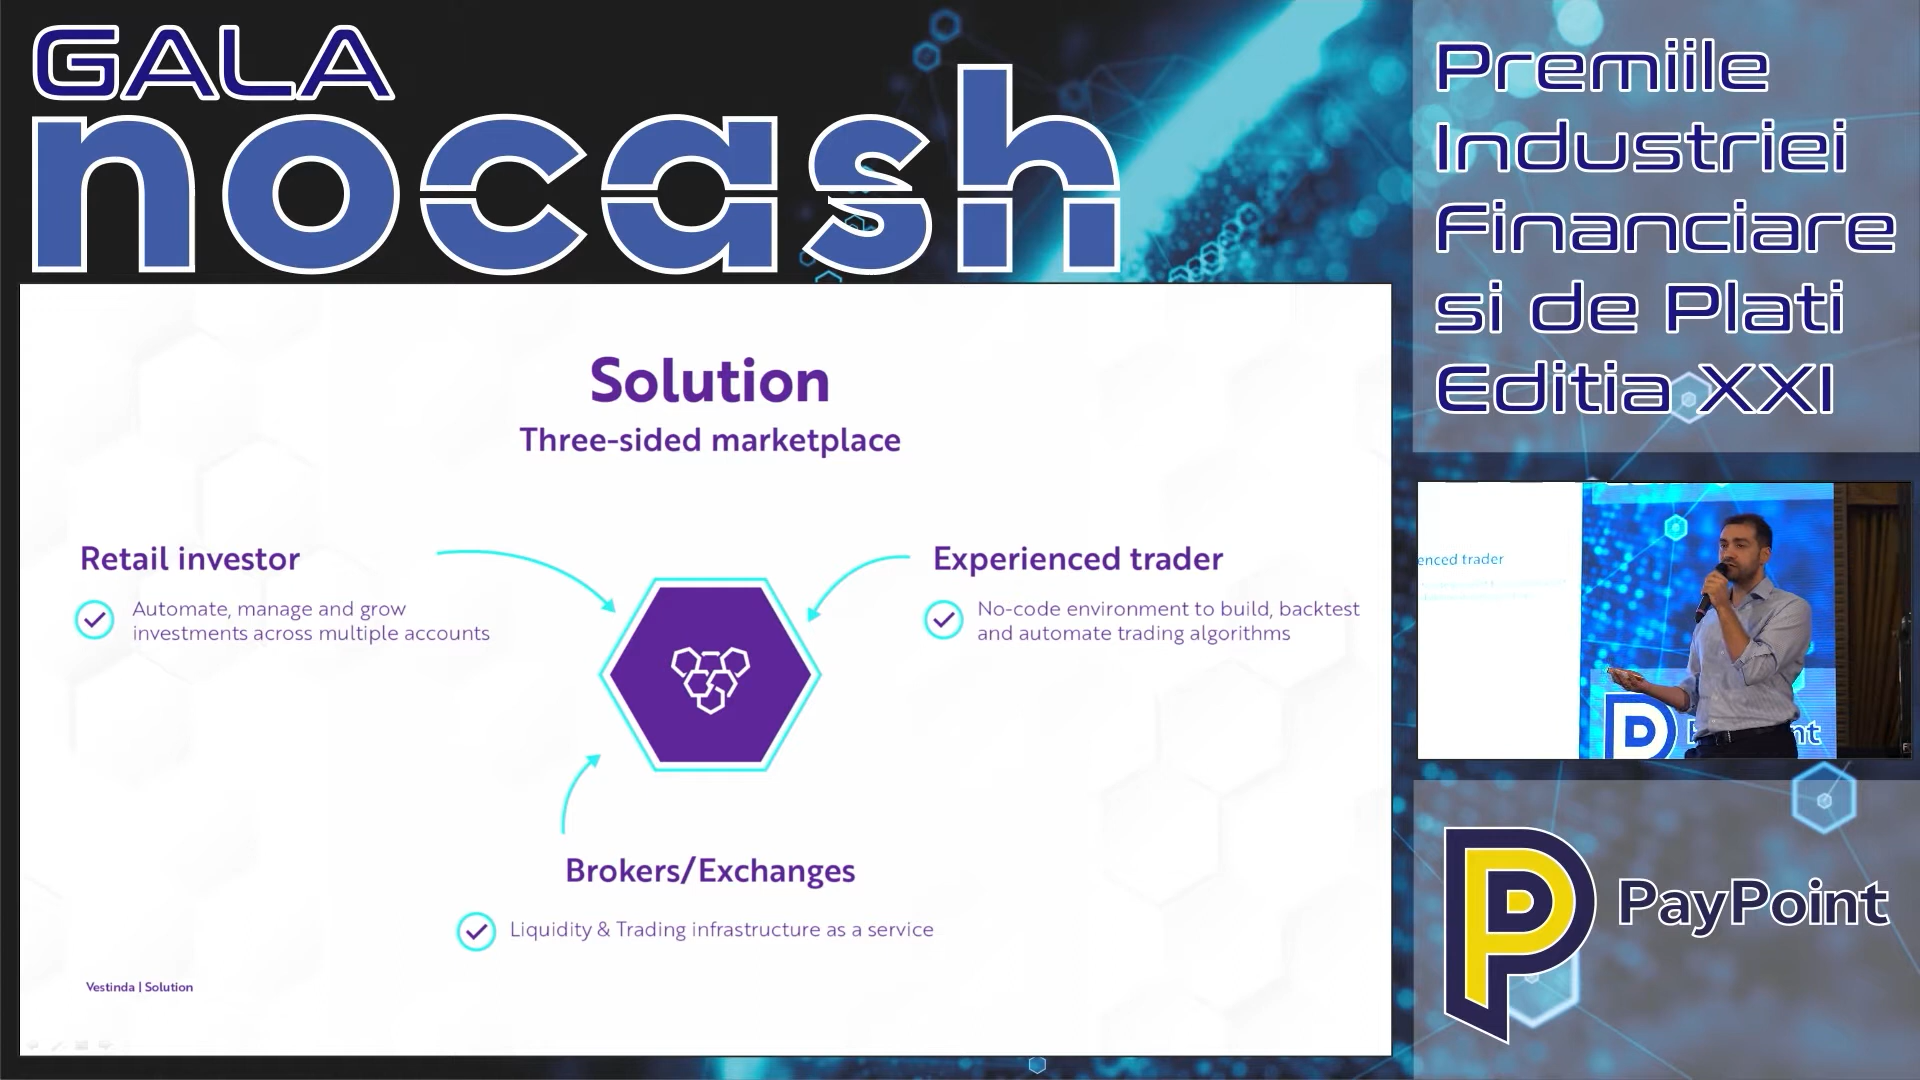 GALA
nocash
Premiile
Industriei
Financiare
si de Plati
Editia XXI
Solution
Three-sided marketplace
Retail investor
Automate, manage and grow
investments across multiple accounts
Experienced trader
No-code environment to build, backtest
and automate trading algorithms
Brokers/Exchanges
Liquidity & Trading infrastructure as a service
Vestinda | Solution
enced trader
P nt
PayPoint